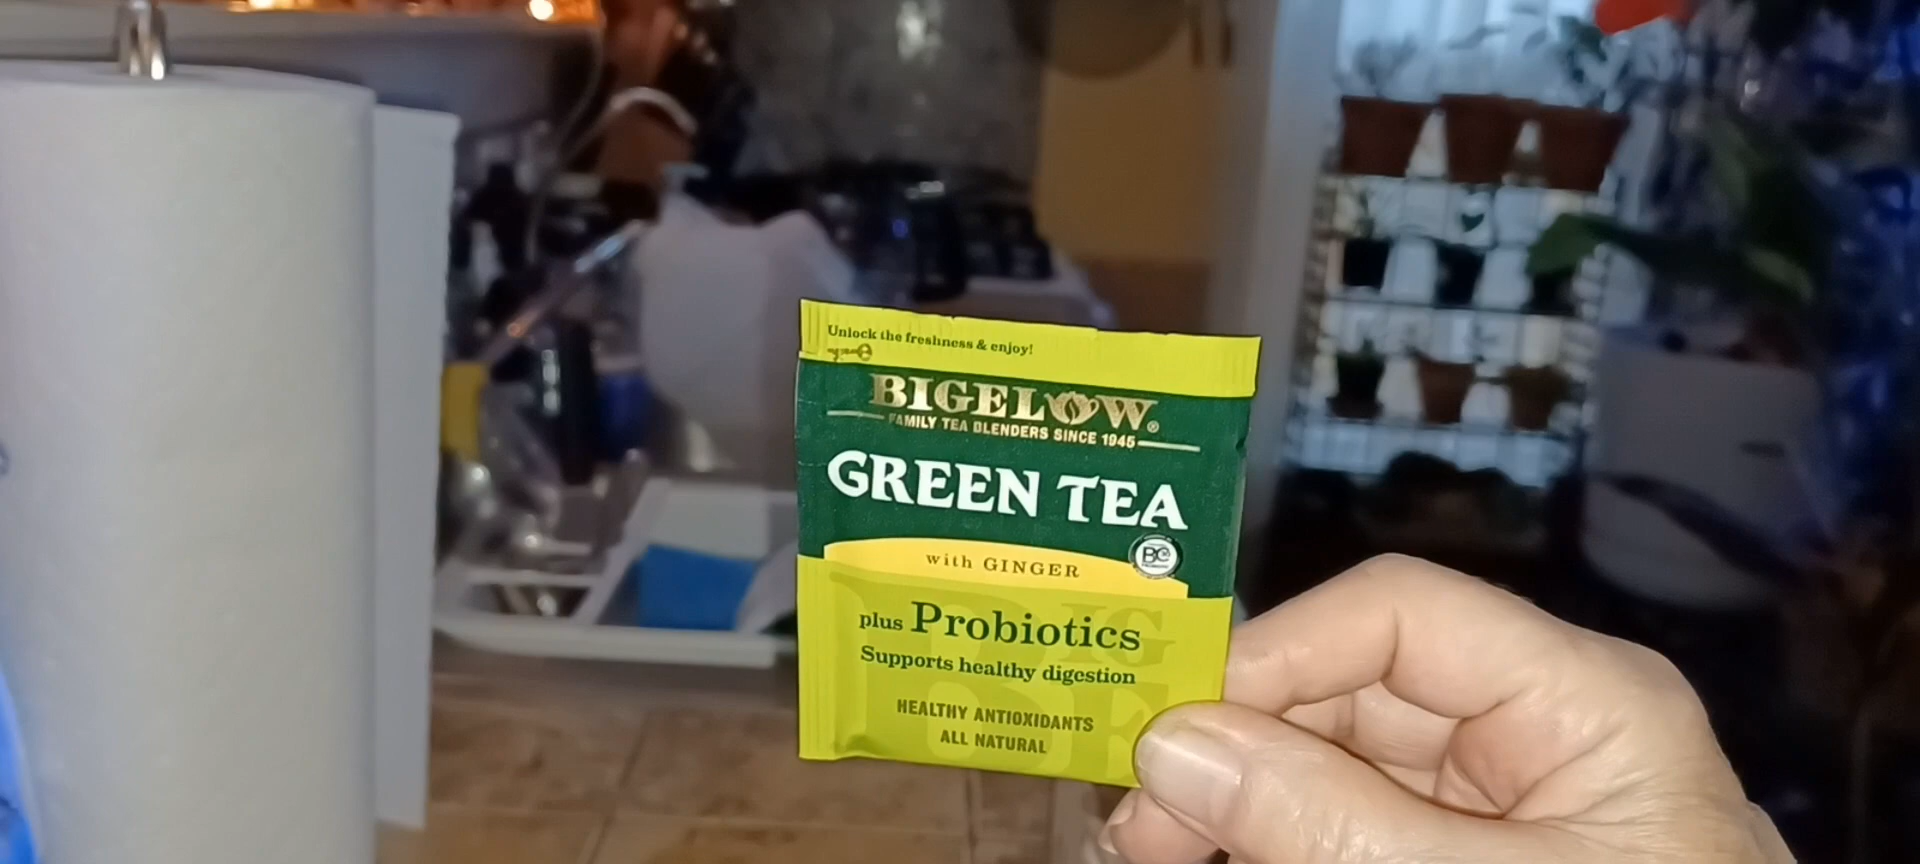 Unlock the freshness & enjoy!
BIGELOW®
FAMILY TEA BLENDERS SINCE 1945
GREEN TEA
with GINGER
BC
plus Probiotics
Supports healthy digestion
HEALTHY ANTIOXIDANTS
ALL NATURAL